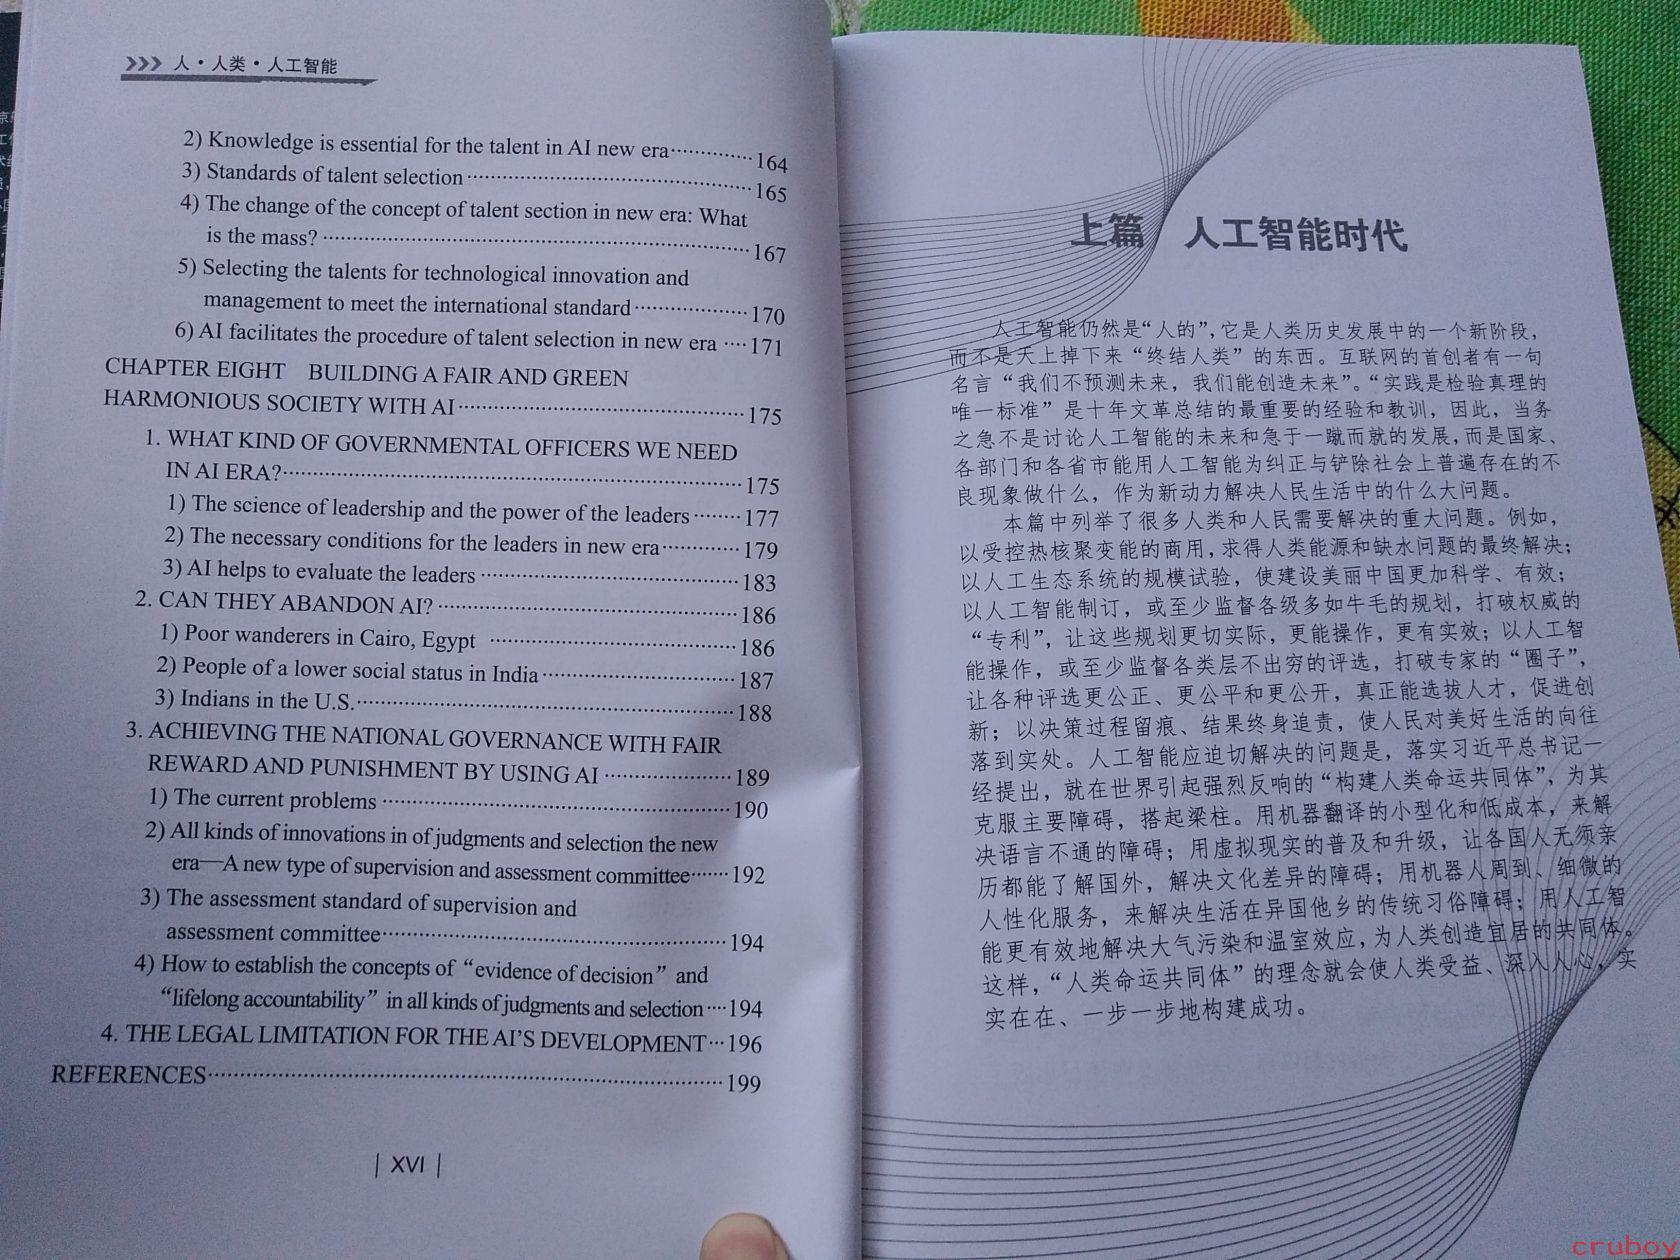 >>> 人·人类·人工智能
2) Knowledge is essential for the talent in AI new era·············164
3) Standards of talent selection·············165
4) The change of the concept of talent section in new era: What
is the mass?·············167
5) Selecting the talents for technological innovation and
management to meet the international standard·············170
6) AI facilitates the procedure of talent selection in new era ····171
CHAPTER EIGHT BUILDING A FAIR AND GREEN
HARMONIOUS SOCIETY WITH AI·············175
1. WHAT KIND OF GOVERNMENTAL OFFICERS WE NEED
IN AI ERA?·············175
1) The science of leadership and the power of the leaders········177
2) The necessary conditions for the leaders in new era·············179
3) AI helps to evaluate the leaders·············183
2. CAN THEY ABANDON AI?·············186
1) Poor wanderers in Cairo, Egypt·············186
2) People of a lower social status in India·············187
3) Indians in the U.S.·············188
3. ACHIEVING THE NATIONAL GOVERNANCE WITH FAIR
REWARD AND PUNISHMENT BY USING AI·············189
1) The current problems·············190
2) All kinds of innovations in of judgments and selection the new
era—A new type of supervision and assessment committee·······192
3) The assessment standard of supervision and
assessment committee·············194
4) How to establish the concepts of “evidence of decision” and
“lifelong accountability” in all kinds of judgments and selection····194
4. THE LEGAL LIMITATION FOR THE AI’S DEVELOPMENT···196
REFERENCES·············199
| XVI |
上篇 人工智能时代
人工智能仍然是“人的”，它是人类历史发展中的一个新阶段，
而不是天上掉下来“终结人类”的东西。互联网的首创者有一句
名言“我们不预测未来，我们能创造未来”。“实践是检验真理的
唯一标准”是十年文革总结的最重要的经验和教训，因此，当务
之急不是讨论人工智能的未来和急于一蹴而就的发展，而是国家、
各部门和各省市能用人工智能为纠正与铲除社会上普遍存在的不
良现象做什么，作为新动力解决人民生活中的什么大问题。
本篇中列举了很多人类和人民需要解决的重大问题。例如，
以受控热核聚变能的商用，求得人类能源和缺水问题的最终解决；
以人工生态系统的规模试验，使建设美丽中国更加科学、有效；
以人工智能制订，或至少监督各级多如牛毛的规划，打破权威的
“专利”，让这些规划更切实际，更能操作，更有实效；以人工智
能操作，或至少监督各类层不出穷的评选，打破专家的“圈子”，
让各种评选更公正、更公平和更公开，真正能选拔人才，促进创
新；以决策过程留痕、结果终身追责，使人民对美好生活的向往
落到实处。人工智能应迫切解决的问题是，落实习近平总书记一
经提出，就在世界引起强烈反响的“构建人类命运共同体”，为其
克服主要障碍，搭起梁柱。用机器翻译的小型化和低成本，来解
决语言不通的障碍；用虚拟现实的普及和升级，让各国人无须亲
历都能了解国外，解决文化差异的障碍；用机器人周到、细微的
人性化服务，来解决生活在异国他乡的传统习俗障碍；用人工智
能更有效地解决大气污染和温室效应，为人类创造宜居的共同体。
这样，“人类命运共同体”的理念就会使人类受益、深入人心，实
实在在、一步一步地构建成功。
cruboy